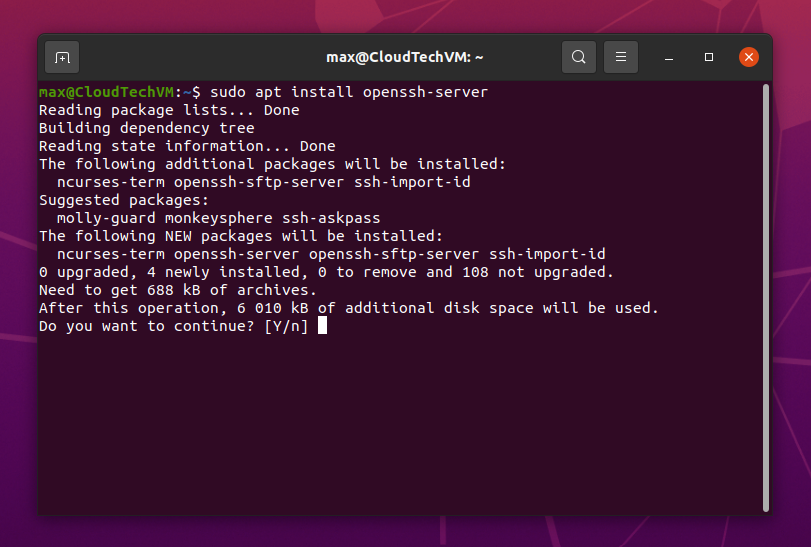 max@CloudTechVM: ~
max@CloudTechVM:~$ sudo apt install openssh-server
Reading package lists... Done
Building dependency tree
Reading state information... Done
The following additional packages will be installed:
  ncurses-term openssh-sftp-server ssh-import-id
Suggested packages:
  molly-guard monkeysphere ssh-askpass
The following NEW packages will be installed:
  ncurses-term openssh-server openssh-sftp-server ssh-import-id
0 upgraded, 4 newly installed, 0 to remove and 108 not upgraded.
Need to get 688 kB of archives.
After this operation, 6 010 kB of additional disk space will be used.
Do you want to continue? [Y/n]